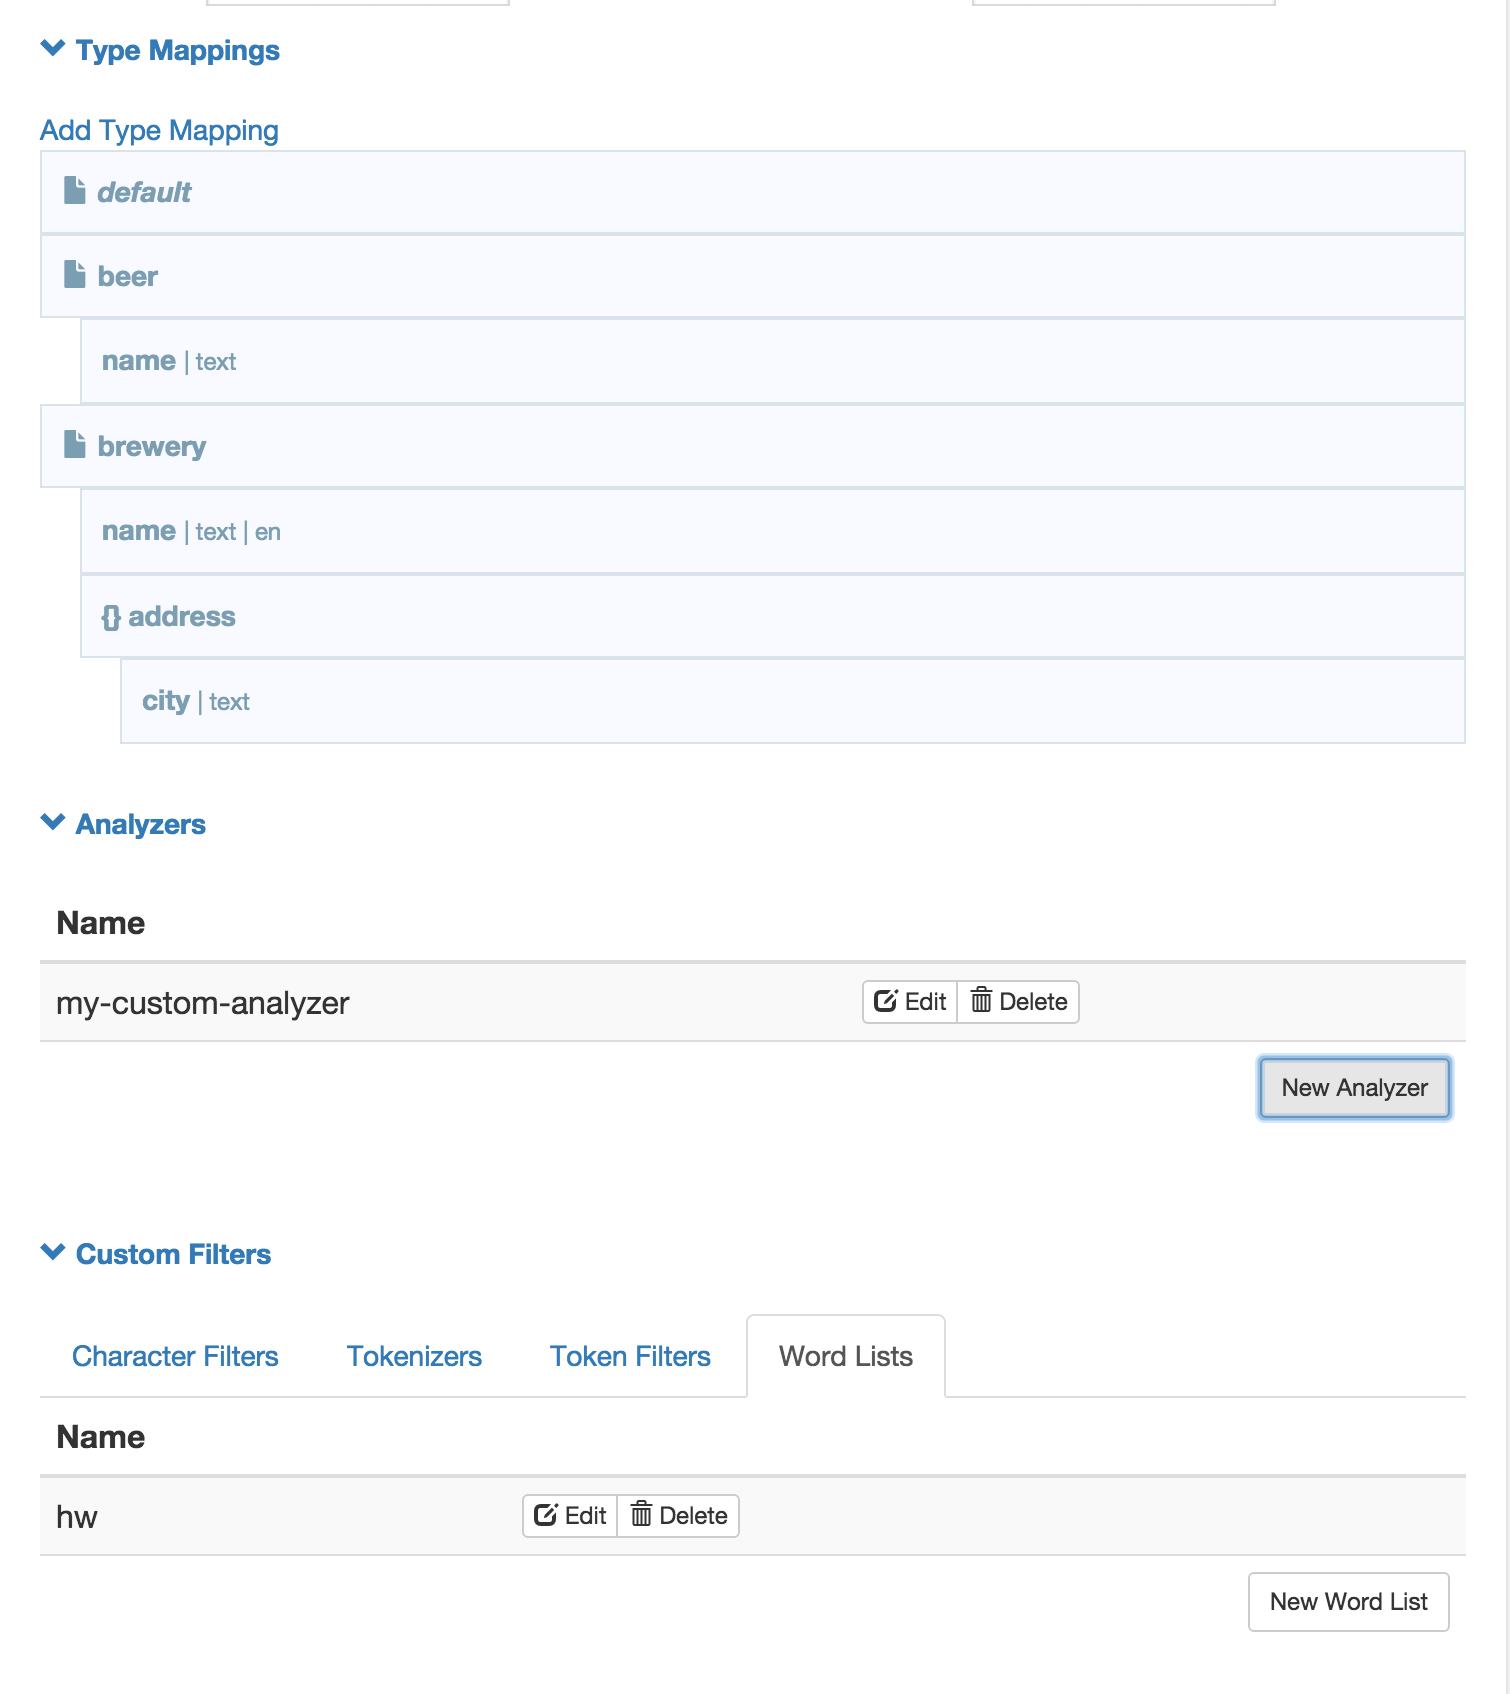 Type Mappings
Add Type Mapping
default
beer
name | text
brewery
name | text | en
{} address
city | text
Analyzers
Name
my-custom-analyzer Edit Delete
New Analyzer
Custom Filters
Character Filters Tokenizers Token Filters Word Lists
Name
hw Edit Delete
New Word List